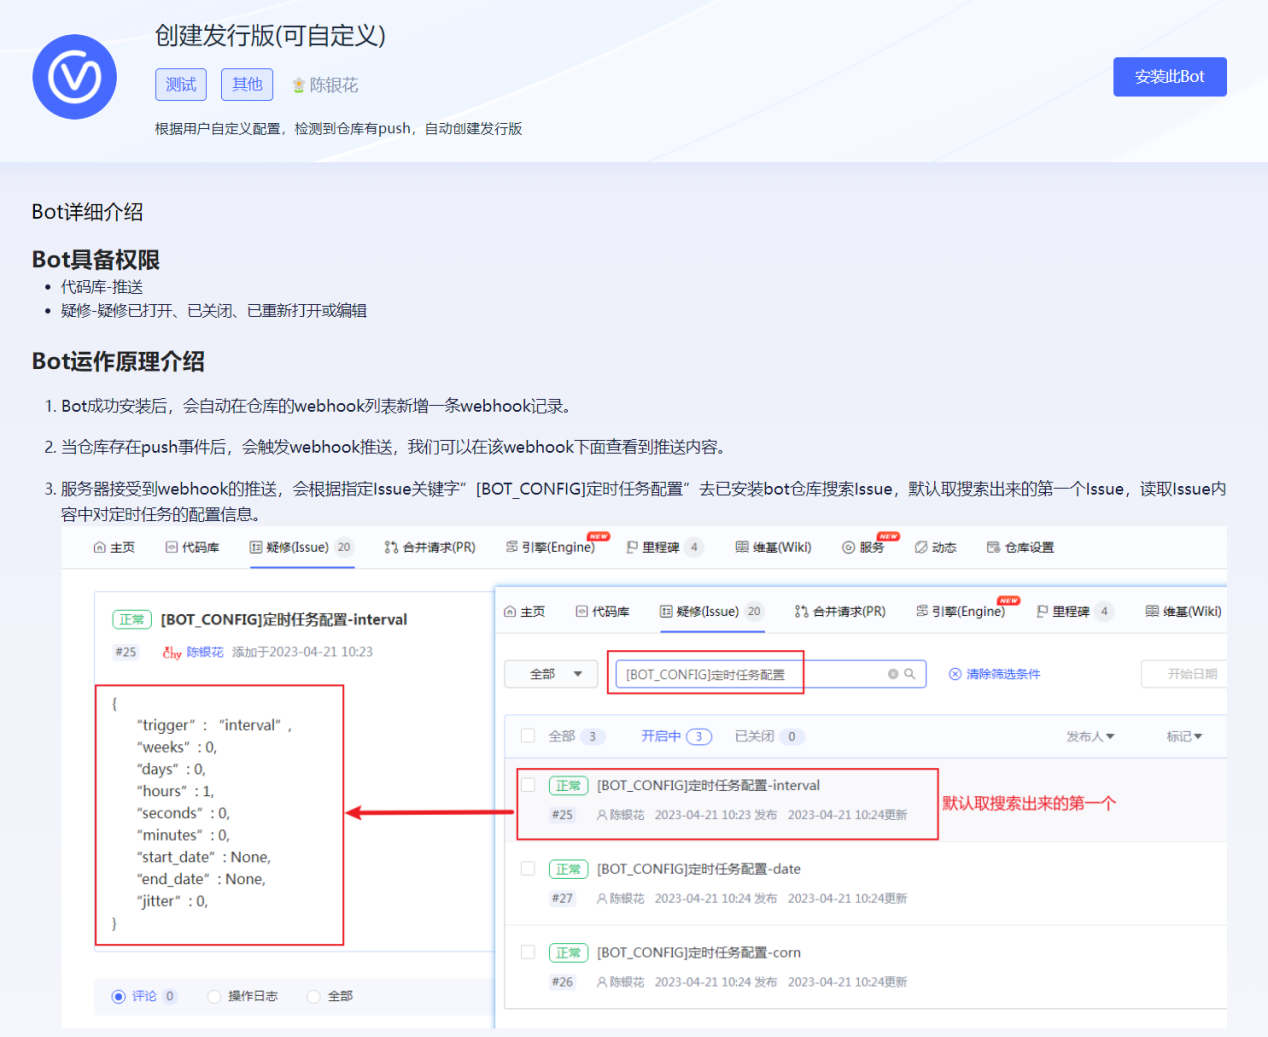 创建发行版(可自定义)
测试 其他 陈银花
安装此Bot
根据用户自定义配置，检测到仓库有push，自动创建发行版
Bot详细介绍
Bot具备权限
代码库-推送
疑修-疑修已打开、已关闭、已重新打开或编辑
Bot运作原理介绍
1. Bot成功安装后，会自动在仓库的webhook列表新增一条webhook记录。
2. 当仓库存在push事件后，会触发webhook推送，我们可以在该webhook下面查看到推送内容。
3. 服务器接受到webhook的推送，会根据指定Issue关键字“ [BOT_CONFIG]定时任务配置”去已安装bot仓库搜索Issue，默认取搜索出来的第一个Issue，读取Issue内
容中对定时任务的配置信息。
主页 代码库 疑修(Issue) 20 合并请求(PR) 引擎(Engine) NEW 里程碑 4 维基(Wiki) 服务 NEW 动态 仓库设置
正常 [BOT_CONFIG]定时任务配置-interval
#25 Chy 陈银花 添加于2023-04-21 10:23
{
“trigger” : “interval” ,
“weeks” : 0,
“days” : 0,
“hours” : 1,
“seconds” : 0,
“minutes” : 0,
“start_date” : None,
“end_date” : None,
“jitter” : 0,
}
评论 0 操作日志 全部
主页 代码库 疑修(Issue) 20 合并请求(PR) 引擎(Engine) NEW 里程碑 4 维基(Wiki)
全部 [BOT_CONFIG]定时任务配置 清除筛选条件 开始日期
全部 3 开启中 3 已关闭 0 发布人 标记
正常 [BOT_CONFIG]定时任务配置-interval
#25 陈银花 2023-04-21 10:23 发布 2023-04-21 10:24更新
默认取搜索出来的第一个
正常 [BOT_CONFIG]定时任务配置-date
#27 陈银花 2023-04-21 10:24 发布 2023-04-21 10:24更新
正常 [BOT_CONFIG]定时任务配置-corn
#26 陈银花 2023-04-21 10:24 发布 2023-04-21 10:24更新